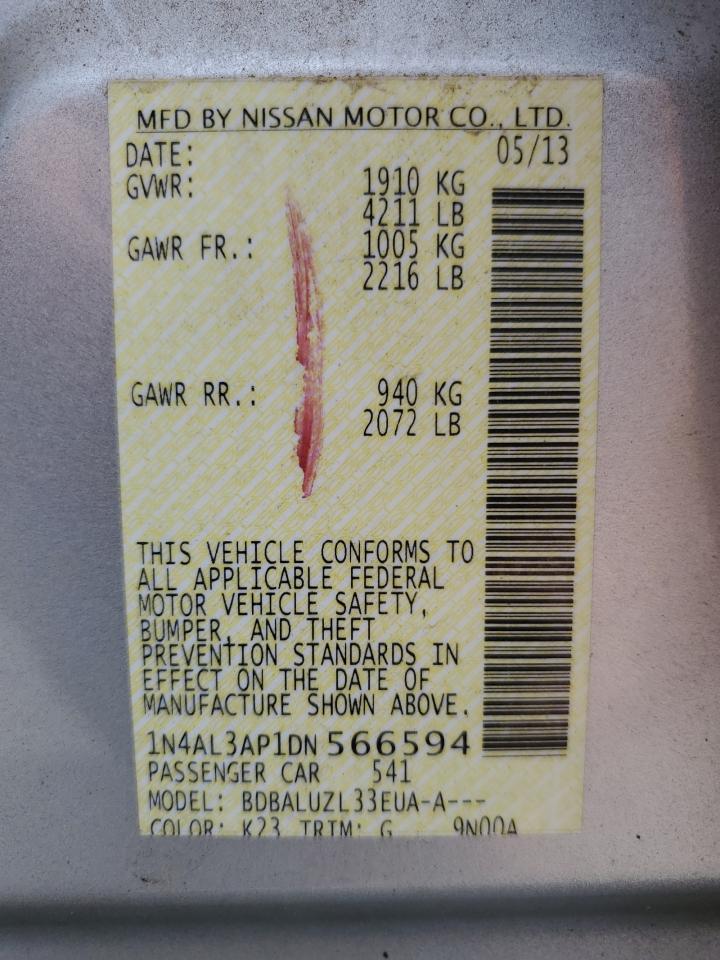 MFD BY NISSAN MOTOR CO., LTD.
DATE: 05/13
GVWR: 1910 KG
4211 LB
GAWR FR.: 1005 KG
2216 LB
GAWR RR.: 940 KG
2072 LB
THIS VEHICLE CONFORMS TO
ALL APPLICABLE FEDERAL
MOTOR VEHICLE SAFETY,
BUMPER, AND THEFT
PREVENTION STANDARDS IN
EFFECT ON THE DATE OF
MANUFACTURE SHOWN ABOVE.
1N4AL3AP1DN 566594
PASSENGER CAR 541
MODEL: BDBALUZL33EUA-A---
COLOR: K23 TRIM: G 9N00A